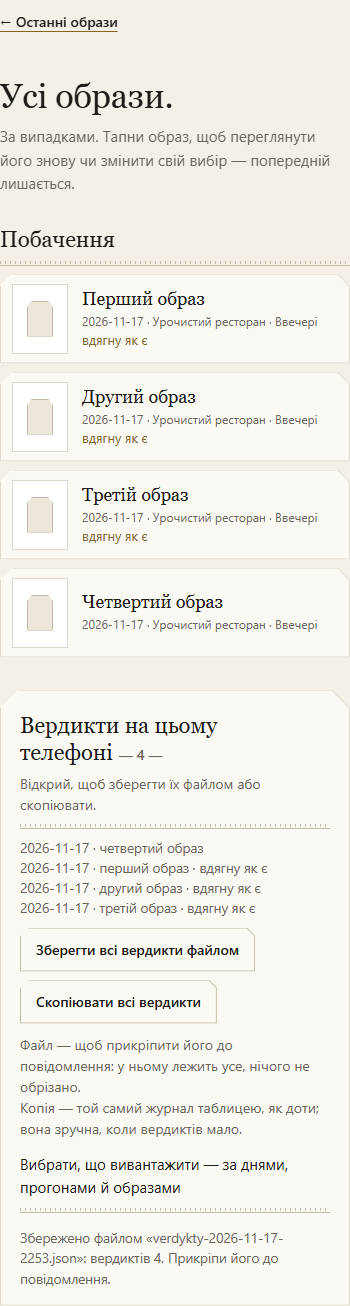 ← Останні образи
Усі образи.
За випадками. Тапни образ, щоб переглянути
його знову чи змінити свій вибір — попередній
лишається.
Побачення
Перший образ
2026-11-17 · Урочистий ресторан · Ввечері
вдягну як є
Другий образ
2026-11-17 · Урочистий ресторан · Ввечері
вдягну як є
Третій образ
2026-11-17 · Урочистий ресторан · Ввечері
вдягну як є
Четвертий образ
2026-11-17 · Урочистий ресторан · Ввечері
Вердикти на цьому
телефоні — 4 —
Відкрий, щоб зберегти їх файлом або
скопіювати.
2026-11-17 · четвертий образ
2026-11-17 · перший образ · вдягну як є
2026-11-17 · другий образ · вдягну як є
2026-11-17 · третій образ · вдягну як є
Зберегти всі вердикти файлом
Скопіювати всі вердикти
Файл — щоб прикріпити його до
повідомлення: у ньому лежить усе, нічого не
обрізано.
Копія — той самий журнал таблицею, як доти;
вона зручна, коли вердиктів мало.
Вибрати, що вивантажити — за днями,
прогонами й образами
Збережено файлом «verdykty-2026-11-17-
2253.json»: вердиктів 4. Прикріпи його до
повідомлення.